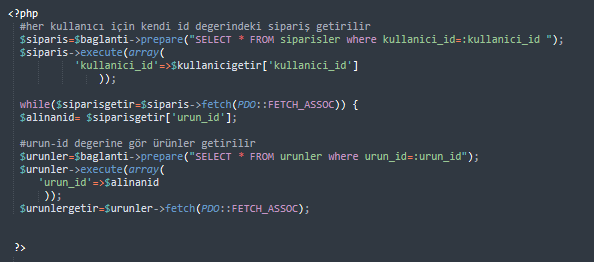 <?php
#her kullanıcı için kendi id degerindeki sipariş getirilir
$siparis=$baglanti->prepare("SELECT * FROM siparisler where kullanici_id=:kullanici_id ");
$siparis->execute(array(
'kullanici_id'=>$kullanicigetir['kullanici_id']
));
while($siparisgetir=$siparis->fetch(PDO::FETCH_ASSOC)) {
$alinanid= $siparisgetir['urun_id'];
#urun-id degerine gör ürünler getirilir
$urunler=$baglanti->prepare("SELECT * FROM urunler where urun_id=:urun_id");
$urunler->execute(array(
'urun_id'=>$alinanid
));
$urunlergetir=$urunler->fetch(PDO::FETCH_ASSOC);
?>